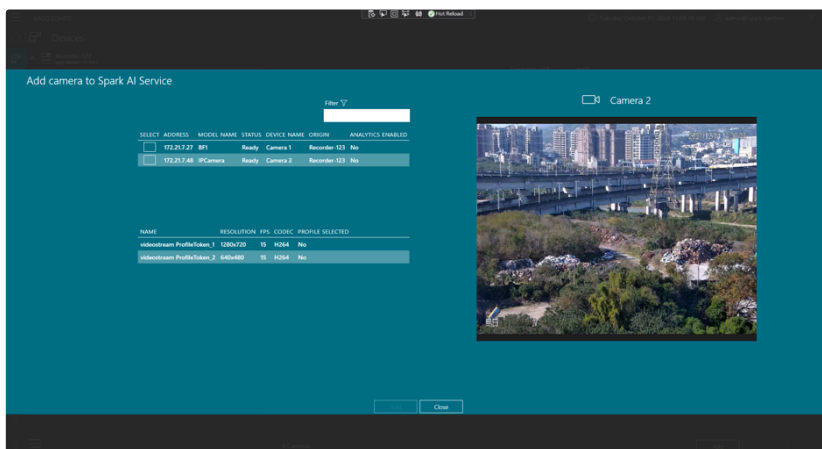 Hot Reload
Devices
Add camera to Spark AI Service
Filter
Camera 2
SELECT ADDRESS MODEL NAME STATUS DEVICE NAME ORIGIN ANALYTICS ENABLED
172.21.7.27 BFI Ready Camera 1 Recorder-123 No
172.21.7.48 IPCamera Ready Camera 2 Recorder-123 No
NAME RESOLUTION FPS CODEC PROFILE SELECTED
videostream ProfileToken_1 1280x720 15 H264 No
videostream ProfileToken_2 640x480 15 H264 No
Close